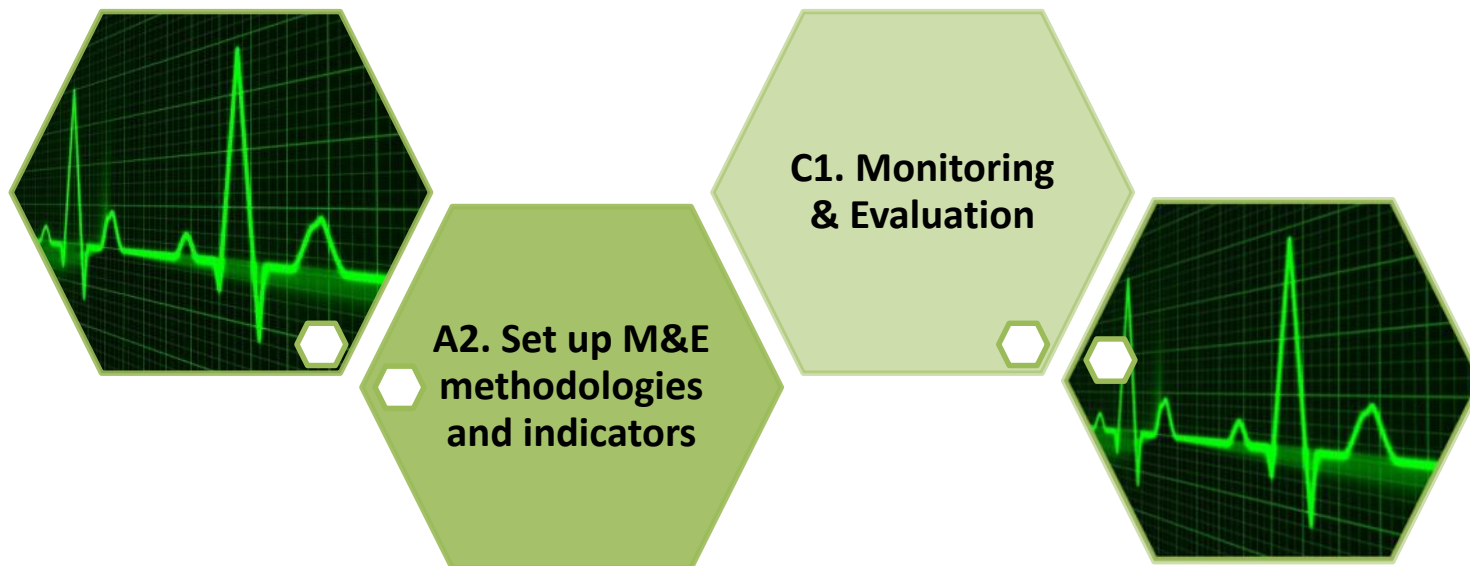 C1. Monitoring
& Evaluation
A2. Set up M&E
methodologies
and indicators